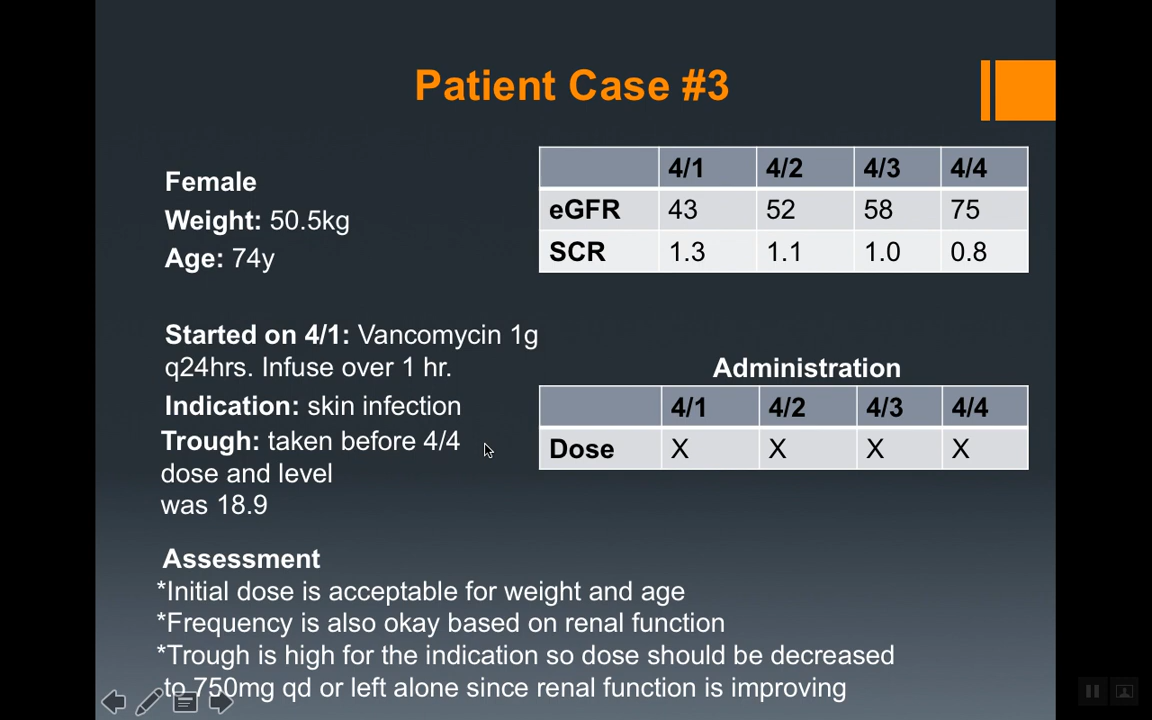 Patient Case #3
Female
Weight: 50.5kg
Age: 74y
4/1 4/2 4/3 4/4
eGFR 43 52 58 75
SCR 1.3 1.1 1.0 0.8
Started on 4/1: Vancomycin 1g
q24hrs. Infuse over 1 hr.
Indication: skin infection
Trough: taken before 4/4
dose and level
was 18.9
Administration
4/1 4/2 4/3 4/4
Dose X X X X
Assessment
*Initial dose is acceptable for weight and age
*Frequency is also okay based on renal function
*Trough is high for the indication so dose should be decreased
to 750mg qd or left alone since renal function is improving